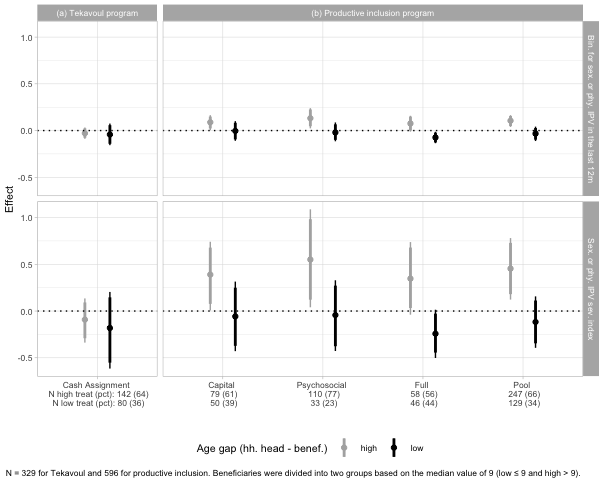 (a) Tekavoul program
(b) Productive inclusion program
1.0
0.5
0.0
-0.5
Bin. for sex. or phy. IPV in the last 12m
1.0
0.5
0.0
-0.5
Sex. or phy. IPV sev. index
Effect
Cash Assignment
N high treat (pct): 142 (64)
N low treat (pct): 80 (36)
Capital
79 (61)
50 (39)
Psychosocial
110 (77)
33 (23)
Full
58 (56)
46 (44)
Pool
247 (66)
129 (34)
Age gap (hh. head - benef.) high low
N = 329 for Tekavoul and 596 for productive inclusion. Beneficiaries were divided into two groups based on the median value of 9 (low ≤ 9 and high > 9).